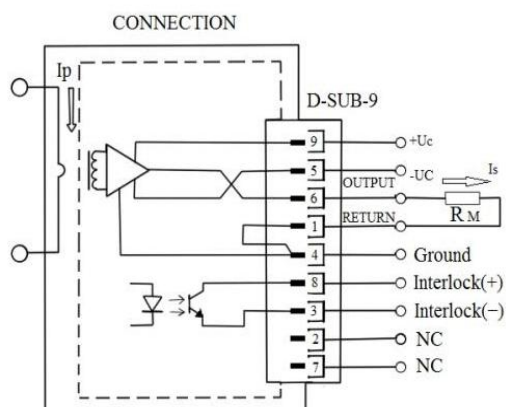 CONNECTION
Ip
D-SUB-9
9 +Uc
5 -UC Is
6 OUTPUT
RM
1 RETURN
4 Ground
8 Interlock(+)
3 Interlock(−)
2 NC
7 NC